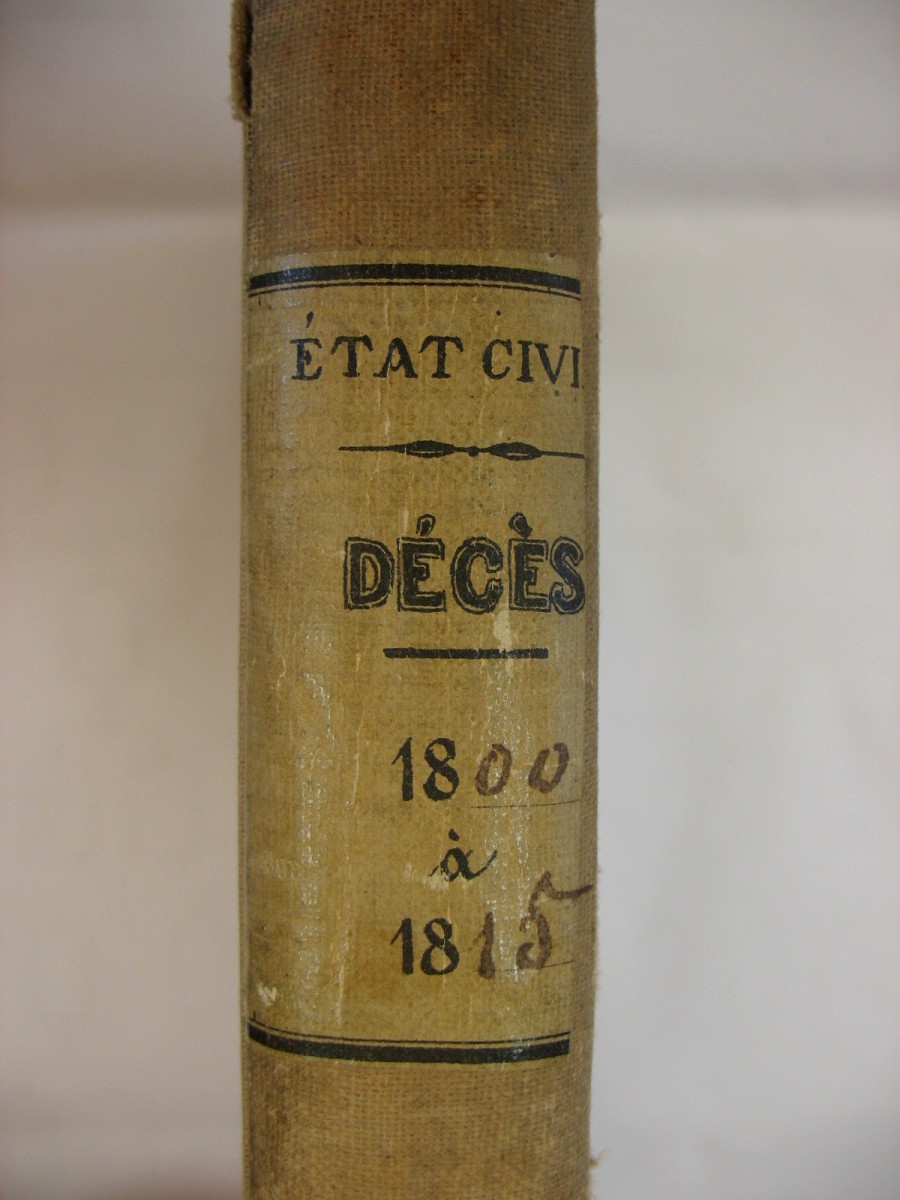 ÉTAT CIVI
DÉCÈS
1800
à
1815